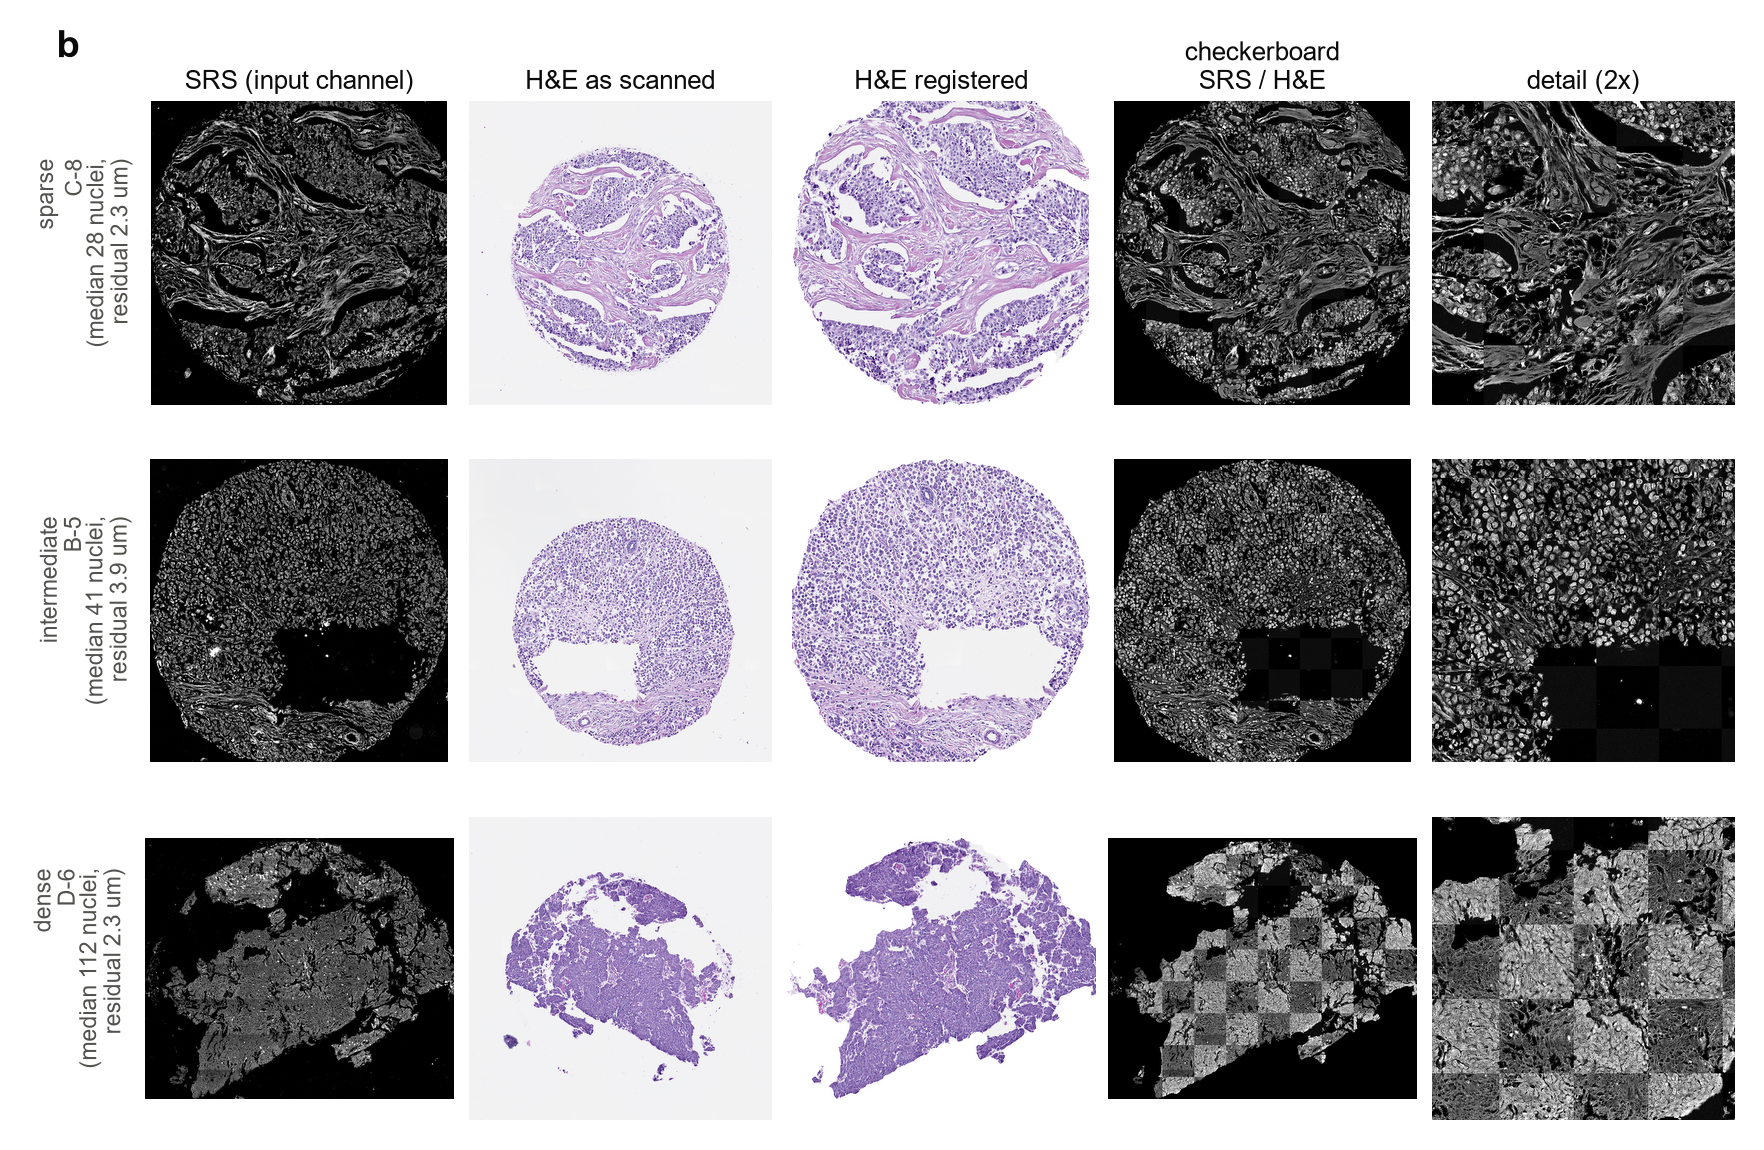 b
SRS (input channel)
H&E as scanned
H&E registered
checkerboard
SRS / H&E
detail (2x)
sparse
C-8
(median 28 nuclei,
residual 2.3 um)
intermediate
B-5
(median 41 nuclei,
residual 3.9 um)
dense
D-6
(median 112 nuclei,
residual 2.3 um)